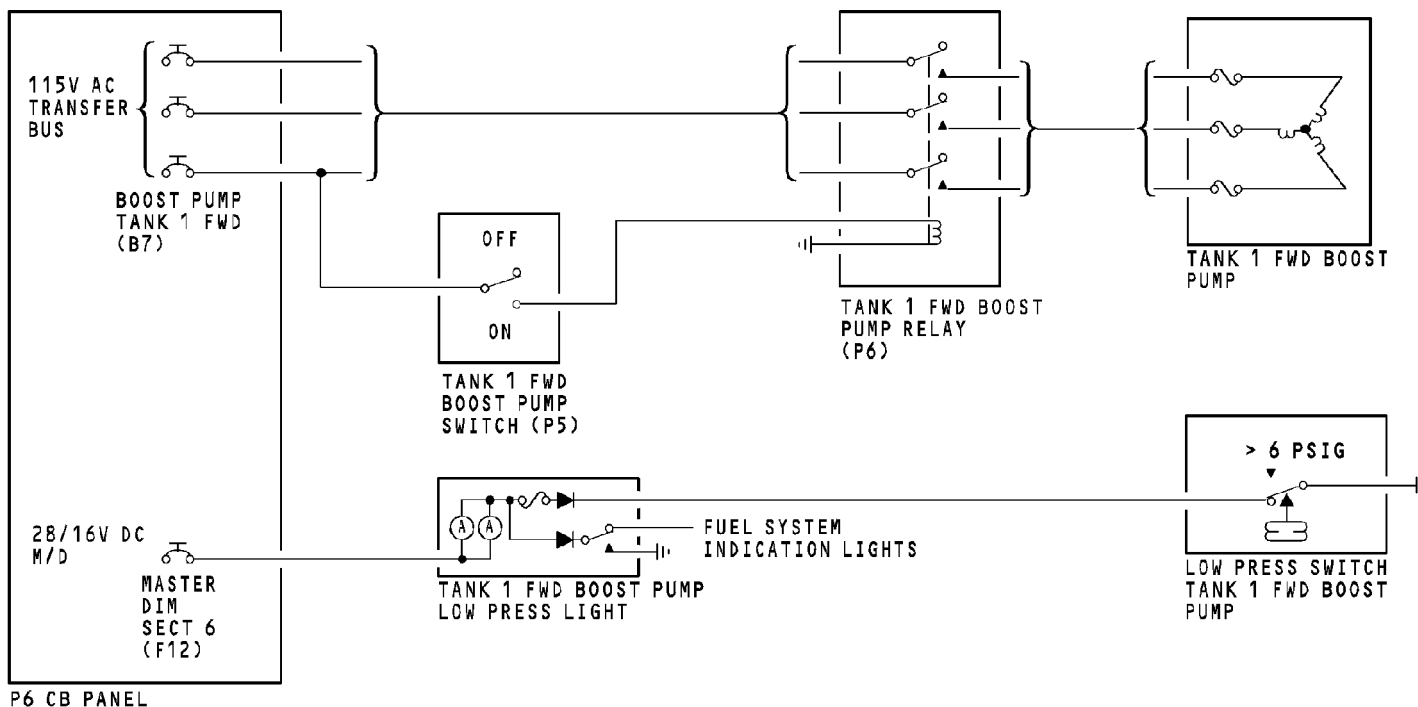 115V AC
TRANSFER
BUS
BOOST PUMP
TANK 1 FWD
(B7)
OFF
ON
TANK 1 FWD
BOOST PUMP
SWITCH (P5)
TANK 1 FWD BOOST
PUMP RELAY
(P6)
TANK 1 FWD BOOST
PUMP
28/16V DC
M/D
MASTER
DIM
SECT 6
(F12)
A A
FUEL SYSTEM
INDICATION LIGHTS
TANK 1 FWD BOOST PUMP
LOW PRESS LIGHT
> 6 PSIG
LOW PRESS SWITCH
TANK 1 FWD BOOST
PUMP
P6 CB PANEL